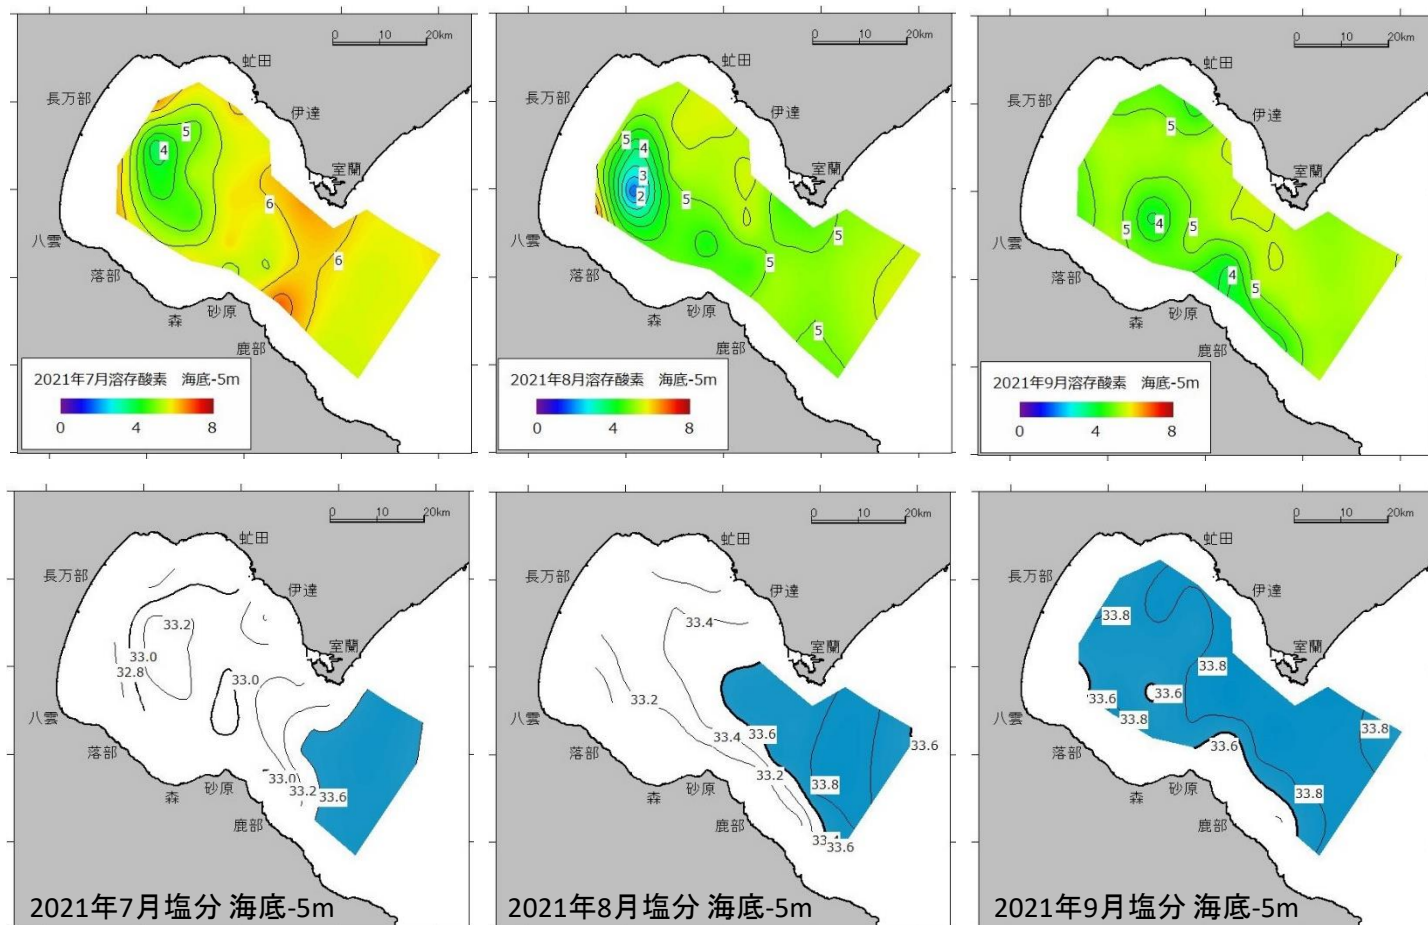 0 10 20km
虻田
長万部
伊達
5
4
室蘭
6
八雲
6
落部
砂原
森
鹿部
2021年7月溶存酸素 海底-5m
0 4 8
0 10 20km
虻田
長万部
伊達
5
4
3
2
室蘭
5
八雲
5
5
落部
砂原
森
5
鹿部
2021年8月溶存酸素 海底-5m
0 4 8
0 10 20km
虻田
長万部
伊達
5
室蘭
4
5
5
八雲
4
5
落部
砂原
森
鹿部
2021年9月溶存酸素 海底-5m
0 4 8
0 10 20km
虻田
長万部
伊達
33.2
室蘭
33.0
32.8
33.0
八雲
落部
33.0
砂原
33.2
33.6
森
鹿部
2021年7月塩分 海底-5m
0 10 20km
虻田
長万部
伊達
33.4
室蘭
33.2
八雲
33.4
33.6
33.6
落部
33.2
砂原
33.8
森
鹿部
33.4
33.6
2021年8月塩分 海底-5m
0 10 20km
虻田
長万部
伊達
33.8
室蘭
33.8
33.6
33.6
八雲
33.8
33.8
33.6
落部
砂原
33.8
森
鹿部
2021年9月塩分 海底-5m